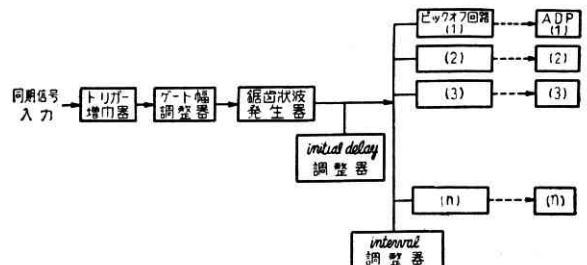 同期信号
入力
トリガー
増巾器
ゲート幅
調整器
鋸歯状波
発生器
initial delay
調整器
ピックオフ回路
(1)
ADP
(1)
(2)
(2)
(3)
(3)
(n)
(n)
interval
調整器